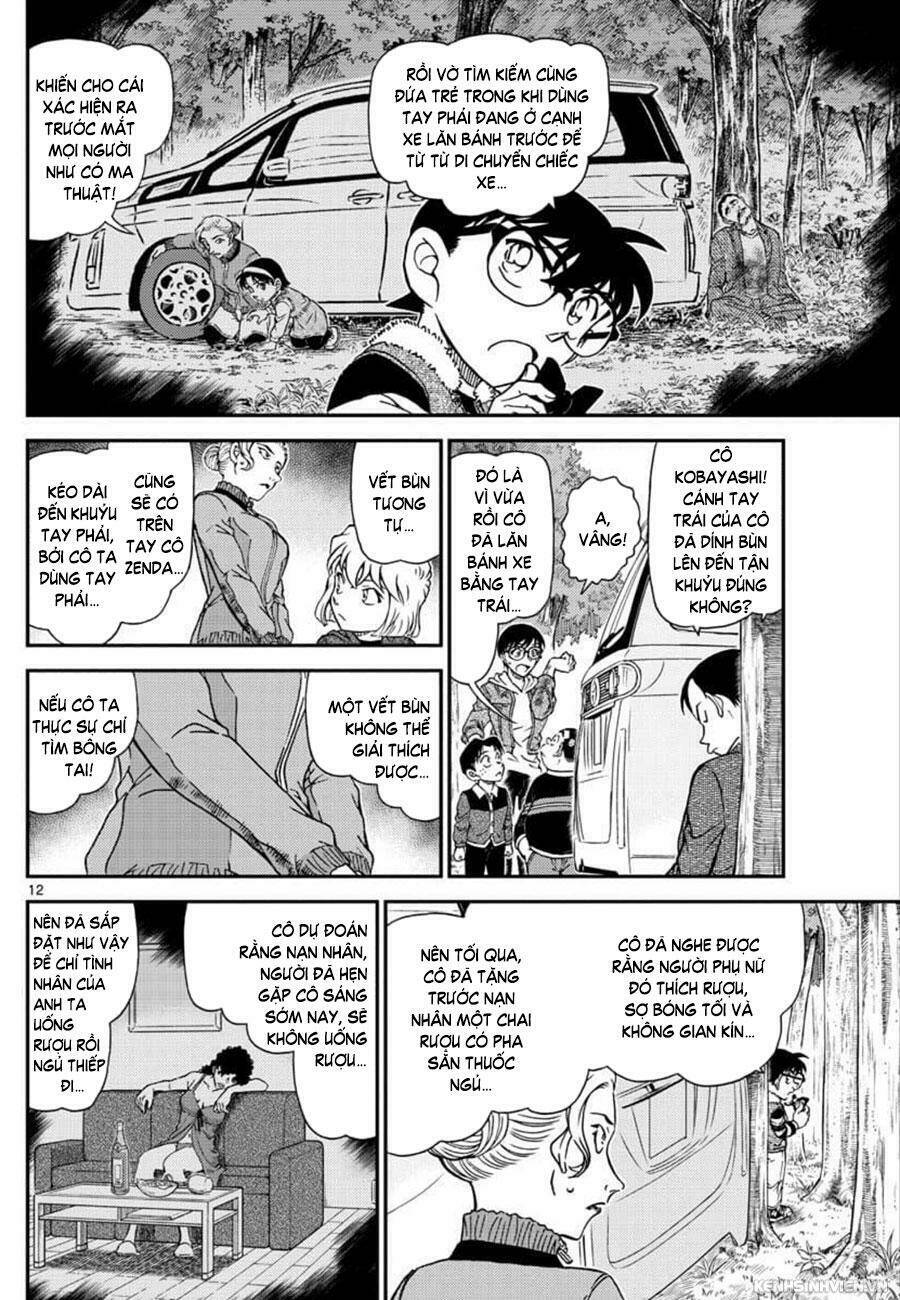 RỒI VỜ TÌM KIẾM CÙNG
ĐỨA TRẺ TRONG KHI DÙNG
TAY PHẢI ĐANG Ở CẠNH
XE LĂN BÁNH TRƯỚC ĐỂ
TỪ TỪ DI CHUYỂN CHIẾC
XE...
KHIẾN CHO CÁI
XÁC HIỆN RA
TRƯỚC MẮT
MỌI NGƯỜI
NHƯ CÓ MA
THUẬT!
CÔ
KOBAYASHI!
CÁNH TAY
TRÁI CỦA CÔ
ĐÃ DÍNH BÙN
LÊN ĐẾN TẬN
KHUỶU ĐÚNG
KHÔNG?
A,
VÂNG!
ĐÓ LÀ
VÌ VỪA
RỒI CÔ
ĐÃ LĂN
BÁNH XE
BẰNG TAY
TRÁI...
VẾT BÙN
TƯƠNG
TỰ...
CŨNG
SẼ CÓ
TRÊN
TAY CÔ
ZENDA...
KÉO DÀI
ĐẾN KHUỶU
TAY PHẢI,
BỞI CÔ TA
DÙNG TAY
PHẢI...
MỘT VẾT BÙN
KHÔNG THỂ
GIẢI THÍCH
ĐƯỢC...
NẾU CÔ TA
THỰC SỰ CHỈ
TÌM BÔNG
TAI!
12
CÔ ĐÃ NGHE ĐƯỢC
RẰNG NGƯỜI PHỤ NỮ
ĐÓ THÍCH RƯỢU,
SỢ BÓNG TỐI VÀ
KHÔNG GIAN KÍN...
NÊN TỐI QUA,
CÔ ĐÃ TẶNG
TRƯỚC NẠN
NHÂN MỘT CHAI
RƯỢU CÓ PHA
SẴN THUỐC
NGỦ...
CÔ DỰ ĐOÁN
RẰNG NẠN NHÂN,
NGƯỜI ĐÃ HẸN
GẶP CÔ SÁNG
SỚM NAY, SẼ
KHÔNG UỐNG
RƯỢU...
NÊN ĐÃ SẮP
ĐẶT NHƯ VẬY
ĐỂ CHỈ TÌNH
NHÂN CỦA
ANH TA
UỐNG
RƯỢU RỒI
NGỦ THIẾP
ĐI...
KENHSINHVIEN.VN